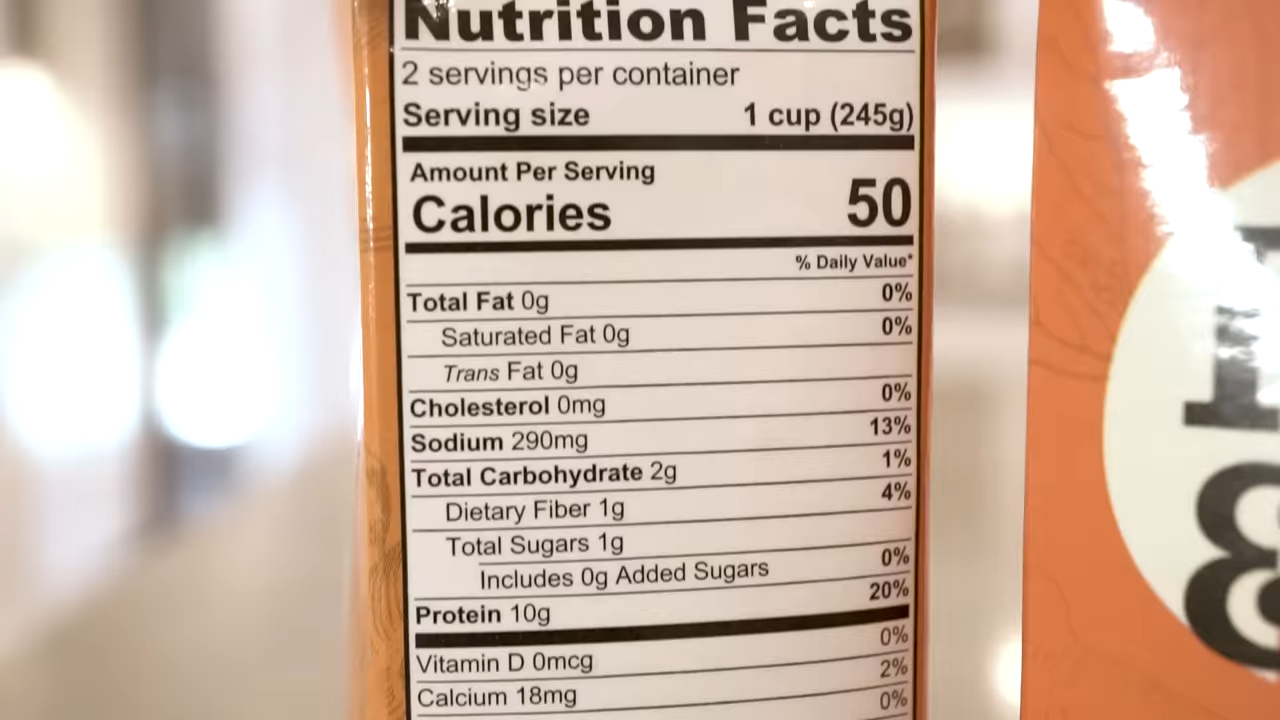 Nutrition Facts
2 servings per container
Serving size 1 cup (245g)
Amount Per Serving
Calories 50
% Daily Value*
Total Fat 0g 0%
Saturated Fat 0g 0%
Trans Fat 0g
Cholesterol 0mg 0%
Sodium 290mg 13%
Total Carbohydrate 2g 1%
Dietary Fiber 1g 4%
Total Sugars 1g
Includes 0g Added Sugars 0%
Protein 10g 20%
Vitamin D 0mcg 0%
Calcium 18mg 2%
0%